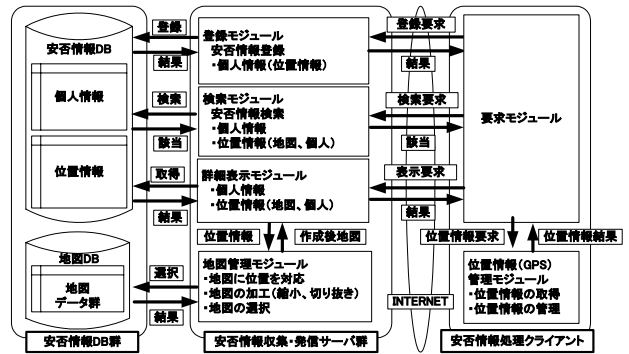 安否情報DB
個人情報
位置情報
地図DB
地図
データ群
安否情報DB群
登録
結果
検索
該当
取得
結果
選択
結果
登録モジュール
安否情報登録
・個人情報(位置情報)
検索モジュール
安否情報検索
・個人情報
・位置情報(地図、個人)
詳細表示モジュール
・個人情報
・位置情報(地図、個人)
位置情報
作成後地図
地図管理モジュール
・地図に位置を対応
・地図の加工(縮小、切り抜き)
・地図の選択
安否情報収集・発信サーバ群
登録要求
結果
検索要求
該当
表示要求
結果
INTERNET
要求モジュール
位置情報要求
位置情報結果
位置情報(GPS)
管理モジュール
・位置情報の取得
・位置情報の管理
安否情報処理クライアント